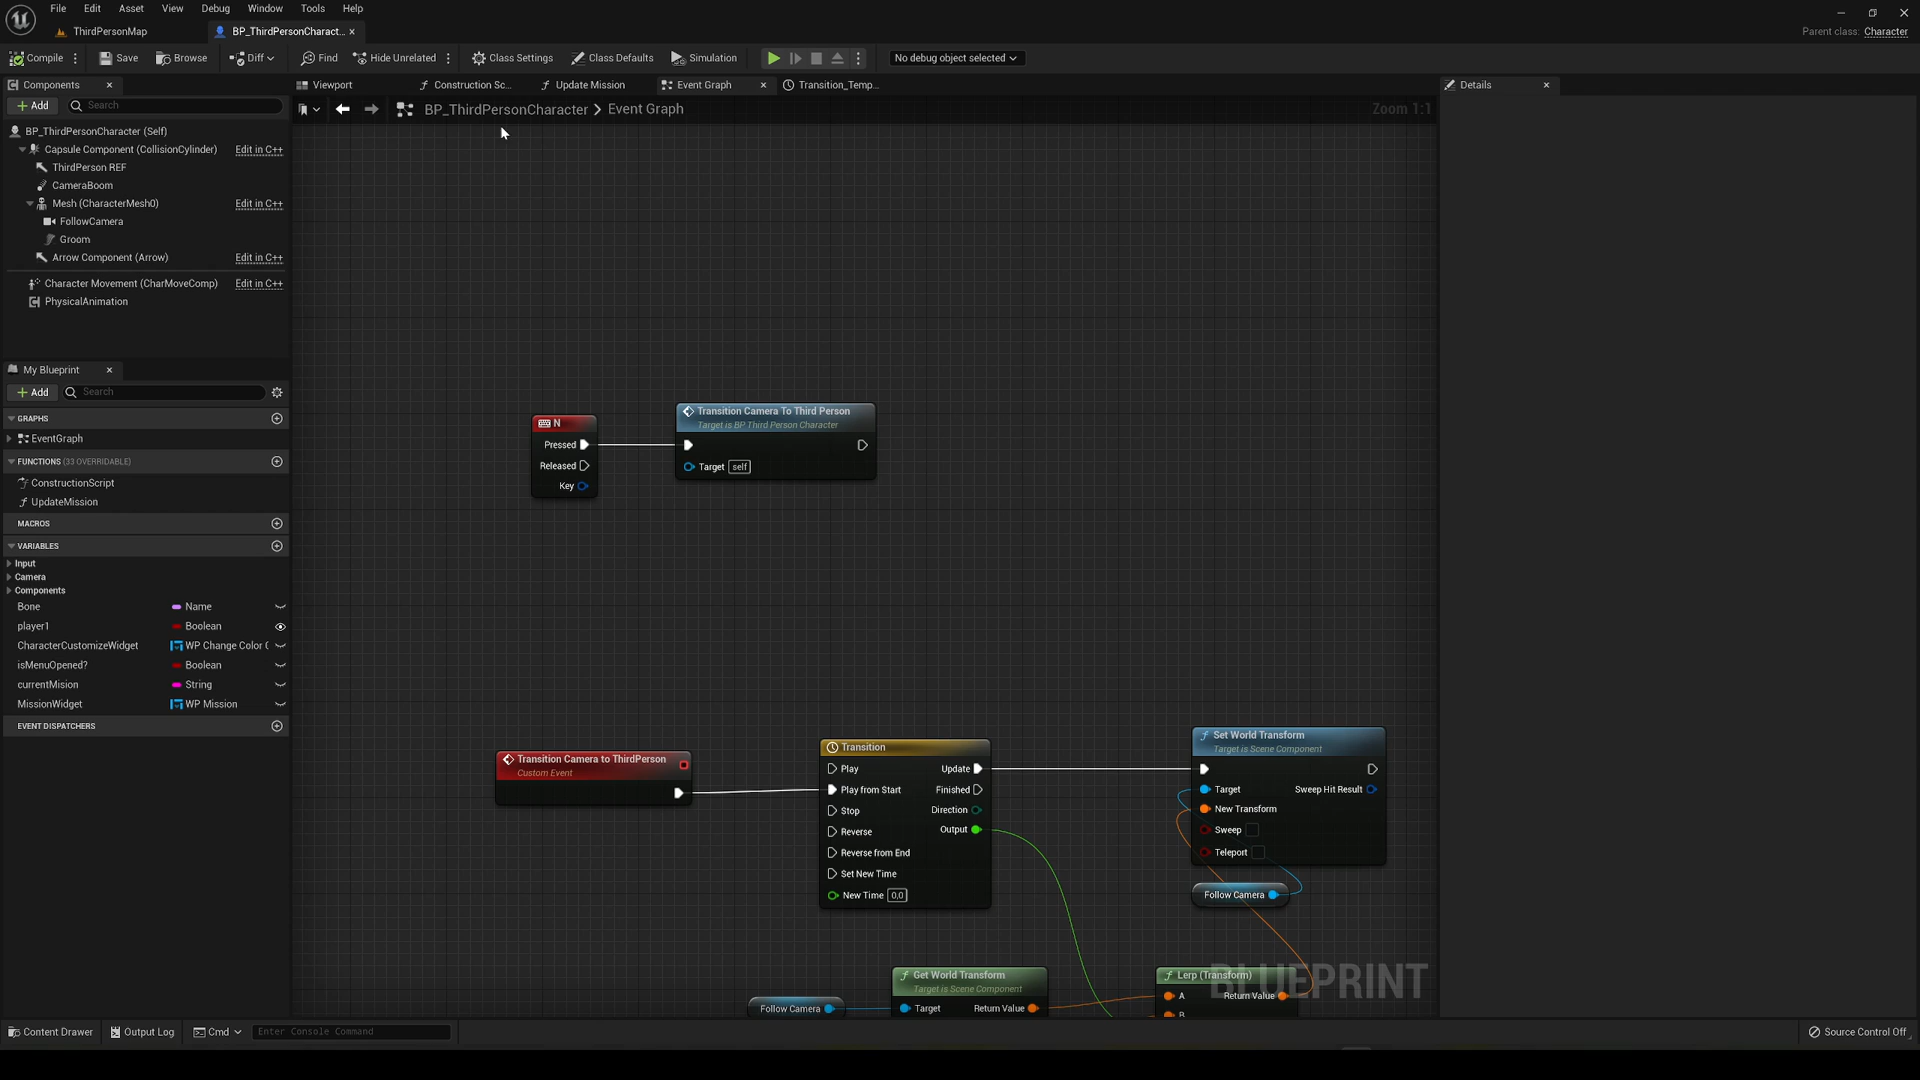 File Edit Asset View Debug Window Tools Help
ThirdPersonMap BP_ThirdPersonCharact... Parent class: Character
Compile Save Browse Diff Find Hide Unrelated Class Settings Class Defaults Simulation No debug object selected
Components Viewport Construction Sc... Update Mission Event Graph Transition_Temp... Details
Add Search BP_ThirdPersonCharacter > Event Graph Zoom 1:1
BP_ThirdPersonCharacter (Self)
Capsule Component (CollisionCylinder) Edit in C++
ThirdPerson REF
CameraBoom
Mesh (CharacterMesh0) Edit in C++
FollowCamera
Groom
Arrow Component (Arrow) Edit in C++
Character Movement (CharMoveComp) Edit in C++
PhysicalAnimation
My Blueprint
Add Search
GRAPHS
EventGraph
FUNCTIONS (33 OVERRIDABLE)
ConstructionScript
UpdateMission
MACROS
VARIABLES
Input
Camera
Components
Bone Name
player1 Boolean
CharacterCustomizeWidget WP Change Color (
isMenuOpened? Boolean
currentMision String
MissionWidget WP Mission
EVENT DISPATCHERS
N
Pressed
Released
Key
Transition Camera To Third Person
Target is BP Third Person Character
Target self
Transition Camera to ThirdPerson
Custom Event
Transition
Play Update
Play from Start Finished
Stop Direction
Reverse Output
Reverse from End
Set New Time
New Time 0,0
Set World Transform
Target is Scene Component
Target Sweep Hit Result
New Transform
Sweep
Teleport
Follow Camera
Get World Transform
Target is Scene Component
Follow Camera Target Return Value
Lerp (Transform)
A Return Value
B
BLUEPRINT
Content Drawer Output Log Cmd Enter Console Command Source Control Off